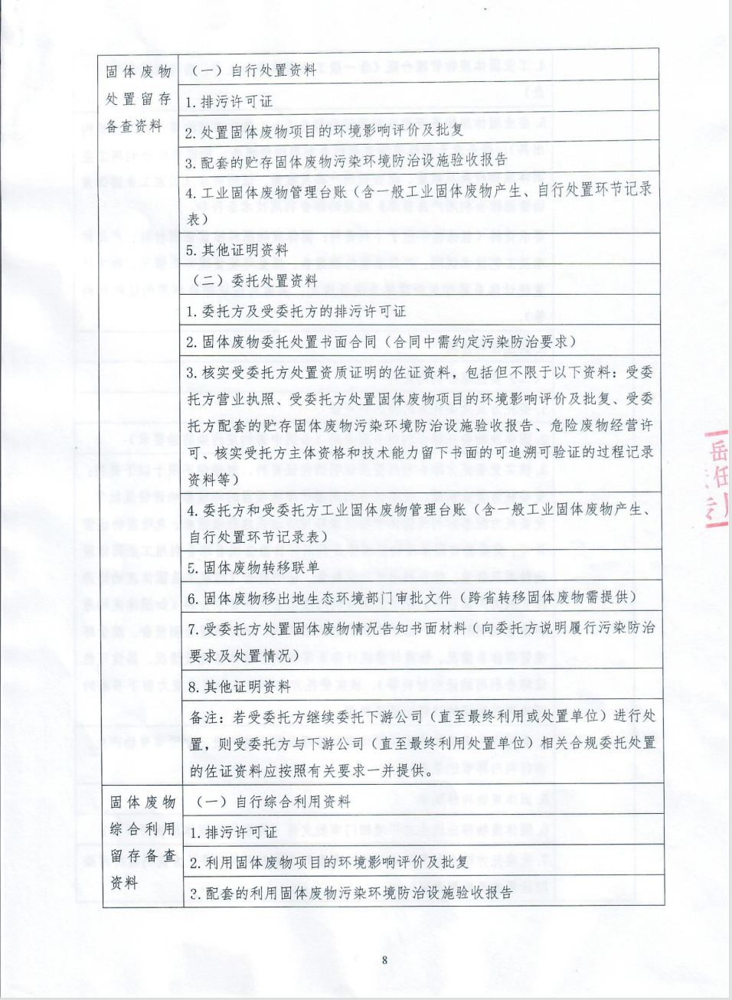 固体废物
处置留存
备查资料
（一）自行处置资料
1.排污许可证
2.处置固体废物项目的环境影响评价及批复
3.配套的贮存固体废物污染环境防治设施验收报告
4.工业固体废物管理台账（含一般工业固体废物产生、自行处置环节记录
表）
5.其他证明资料
（二）委托处置资料
1.委托方及受委托方的排污许可证
2.固体废物委托处置书面合同（合同中需约定污染防治要求）
3.核实受委托方处置资质证明的佐证资料，包括但不限于以下资料：受委
托方营业执照、受委托方处置固体废物项目的环境影响评价及批复、受委
托方配套的贮存固体废物污染环境防治设施验收报告、危险废物经营许
可、核实受托方主体资格和技术能力留下书面的可追溯可验证的过程记录
资料等）
4.委托方和受委托方工业固体废物管理台账（含一般工业固体废物产生、
自行处置环节记录表）
5.固体废物转移联单
6.固体废物移出地生态环境部门审批文件（跨省转移固体废物需提供）
7.受委托方处置固体废物情况告知书面材料（向委托方说明履行污染防治
要求及处置情况）
8.其他证明资料
备注：若受委托方继续委托下游公司（直至最终利用或处置单位）进行处
置，则受委托方与下游公司（直至最终利用处置单位）相关合规委托处置
的佐证资料应按照有关要求一并提供。
固体废物
综合利用
留存备查
资料
（一）自行综合利用资料
1.排污许可证
2.利用固体废物项目的环境影响评价及批复
3.配套的利用固体废物污染环境防治设施验收报告
岳
任
8